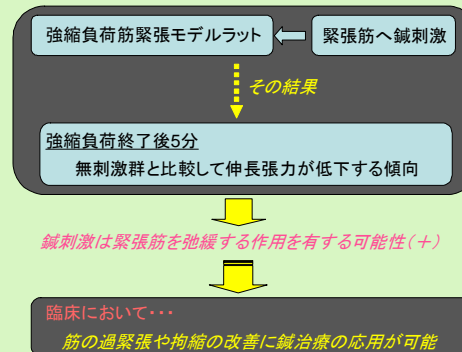 強縮負荷筋緊張モデルラット
緊張筋へ鍼刺激
その結果
強縮負荷終了後5分
無刺激群と比較して伸長張力が低下する傾向
鍼刺激は緊張筋を弛緩する作用を有する可能性(+)
臨床において・・・
筋の過緊張や拘縮の改善に鍼治療の応用が可能